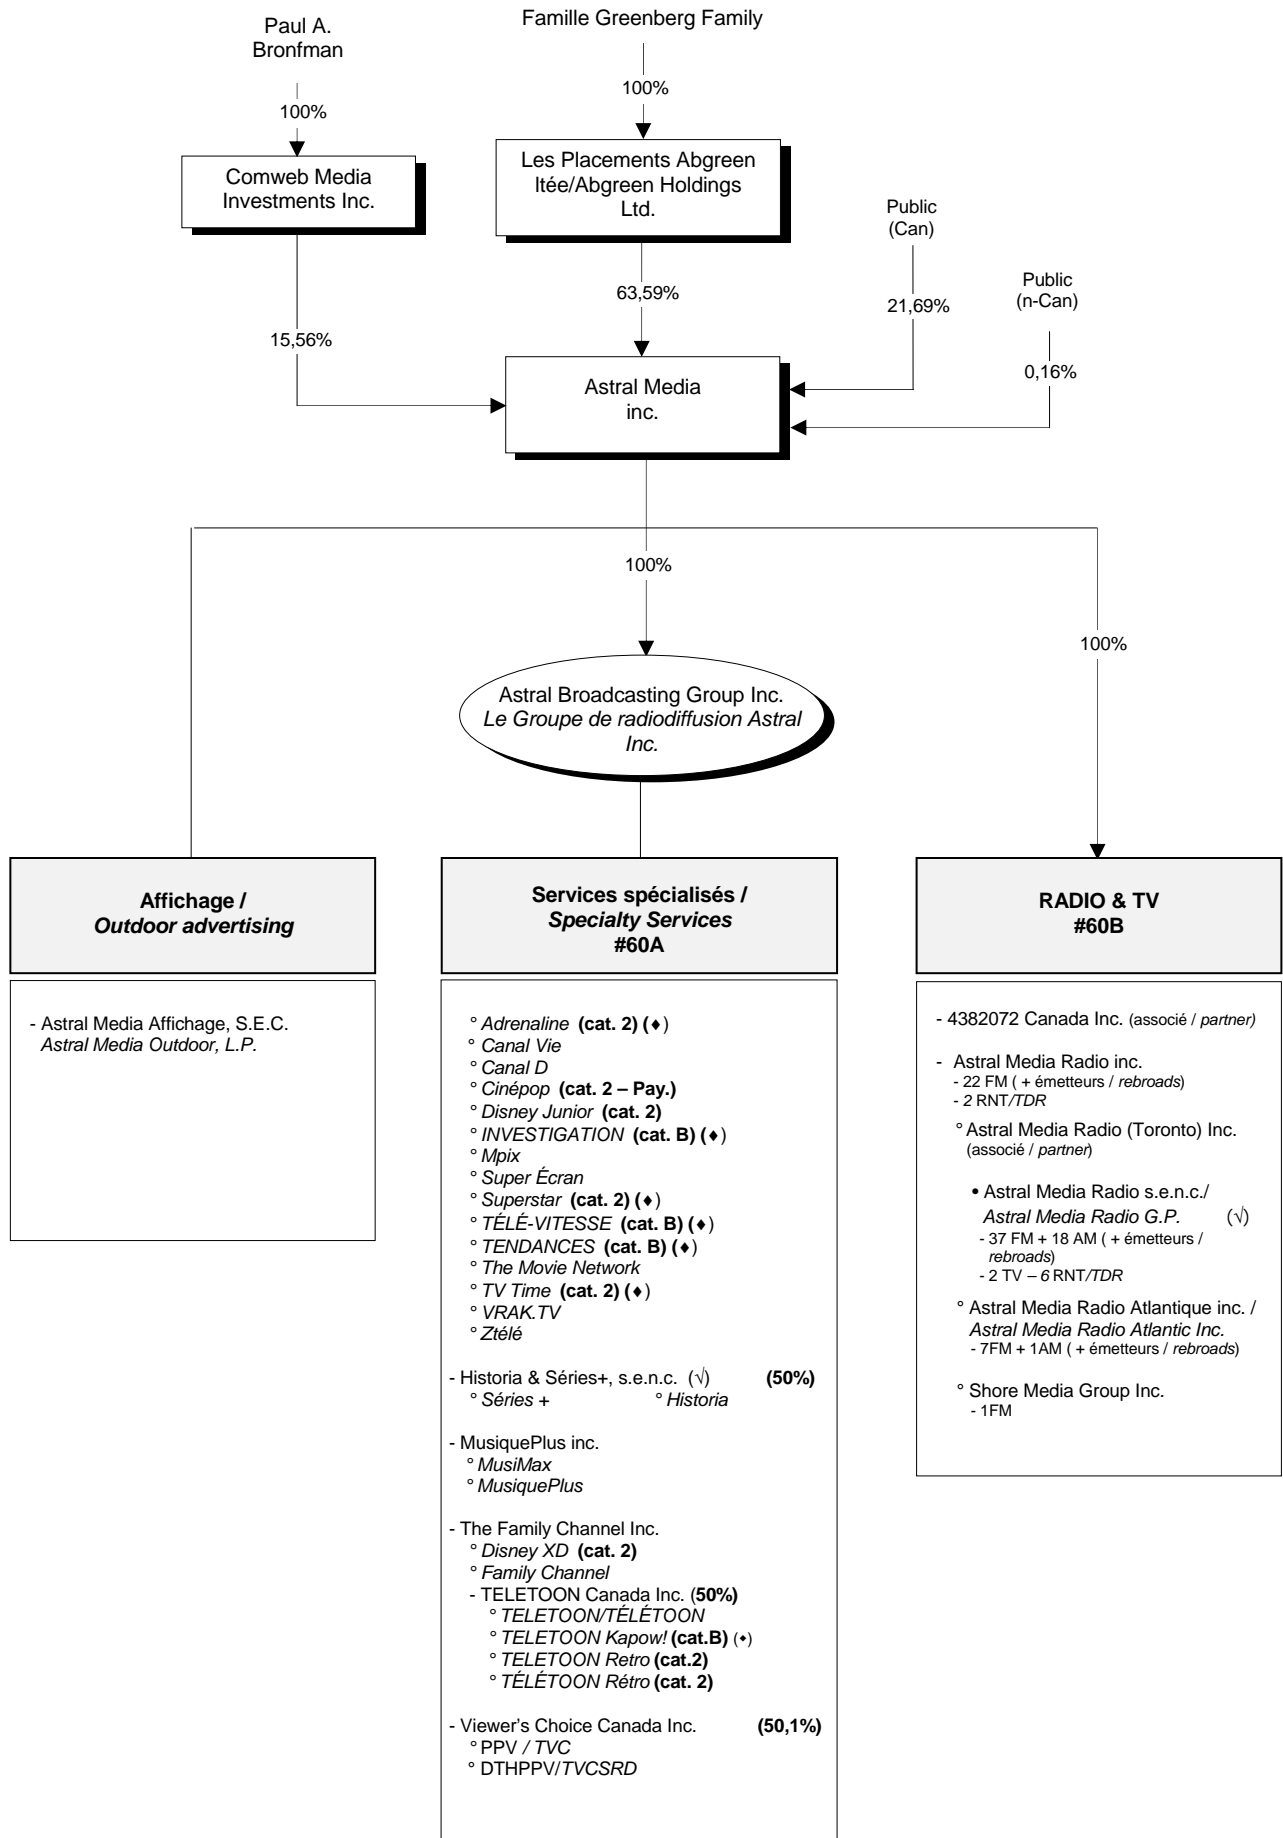 Paul A.
Bronfman
Famille Greenberg Family
100%
100%
Comweb Media
Investments Inc.
Les Placements Abgreen
ltée/Abgreen Holdings
Ltd.
Public
(Can)
Public
(n-Can)
15,56%
63,59%
21,69%
0,16%
Astral Media
inc.
100%
100%
Astral Broadcasting Group Inc.
Le Groupe de radiodiffusion Astral
Inc.
Affichage /
Outdoor advertising
- Astral Media Affichage, S.E.C.
Astral Media Outdoor, L.P.
Services spécialisés /
Specialty Services
#60A
° Adrenaline (cat. 2) (♦)
° Canal Vie
° Canal D
° Cinépop (cat. 2 – Pay.)
° Disney Junior (cat. 2)
° INVESTIGATION (cat. B) (♦)
° Mpix
° Super Écran
° Superstar (cat. 2) (♦)
° TÉLÉ-VITESSE (cat. B) (♦)
° TENDANCES (cat. B) (♦)
° The Movie Network
° TV Time (cat. 2) (♦)
° VRAK.TV
° Ztélé
- Historia & Séries+, s.e.n.c. (√) (50%)
° Séries + ° Historia
- MusiquePlus inc.
° MusiMax
° MusiquePlus
- The Family Channel Inc.
° Disney XD (cat. 2)
° Family Channel
- TELETOON Canada Inc. (50%)
° TELETOON/TÉLÉTOON
° TELETOON Kapow! (cat.B) (♦)
° TELETOON Retro (cat.2)
° TÉLÉTOON Rétro (cat. 2)
- Viewer's Choice Canada Inc. (50,1%)
° PPV / TVC
° DTHPPV/TVCSRD
RADIO & TV
#60B
- 4382072 Canada Inc. (associé / partner)
- Astral Media Radio inc.
- 22 FM ( + émetteurs / rebroads)
- 2 RNT/TDR
° Astral Media Radio (Toronto) Inc.
(associé / partner)
• Astral Media Radio s.e.n.c./
Astral Media Radio G.P. (√)
- 37 FM + 18 AM ( + émetteurs /
rebroads)
- 2 TV – 6 RNT/TDR
° Astral Media Radio Atlantique inc. /
Astral Media Radio Atlantic Inc.
- 7FM + 1AM ( + émetteurs / rebroads)
° Shore Media Group Inc.
- 1FM